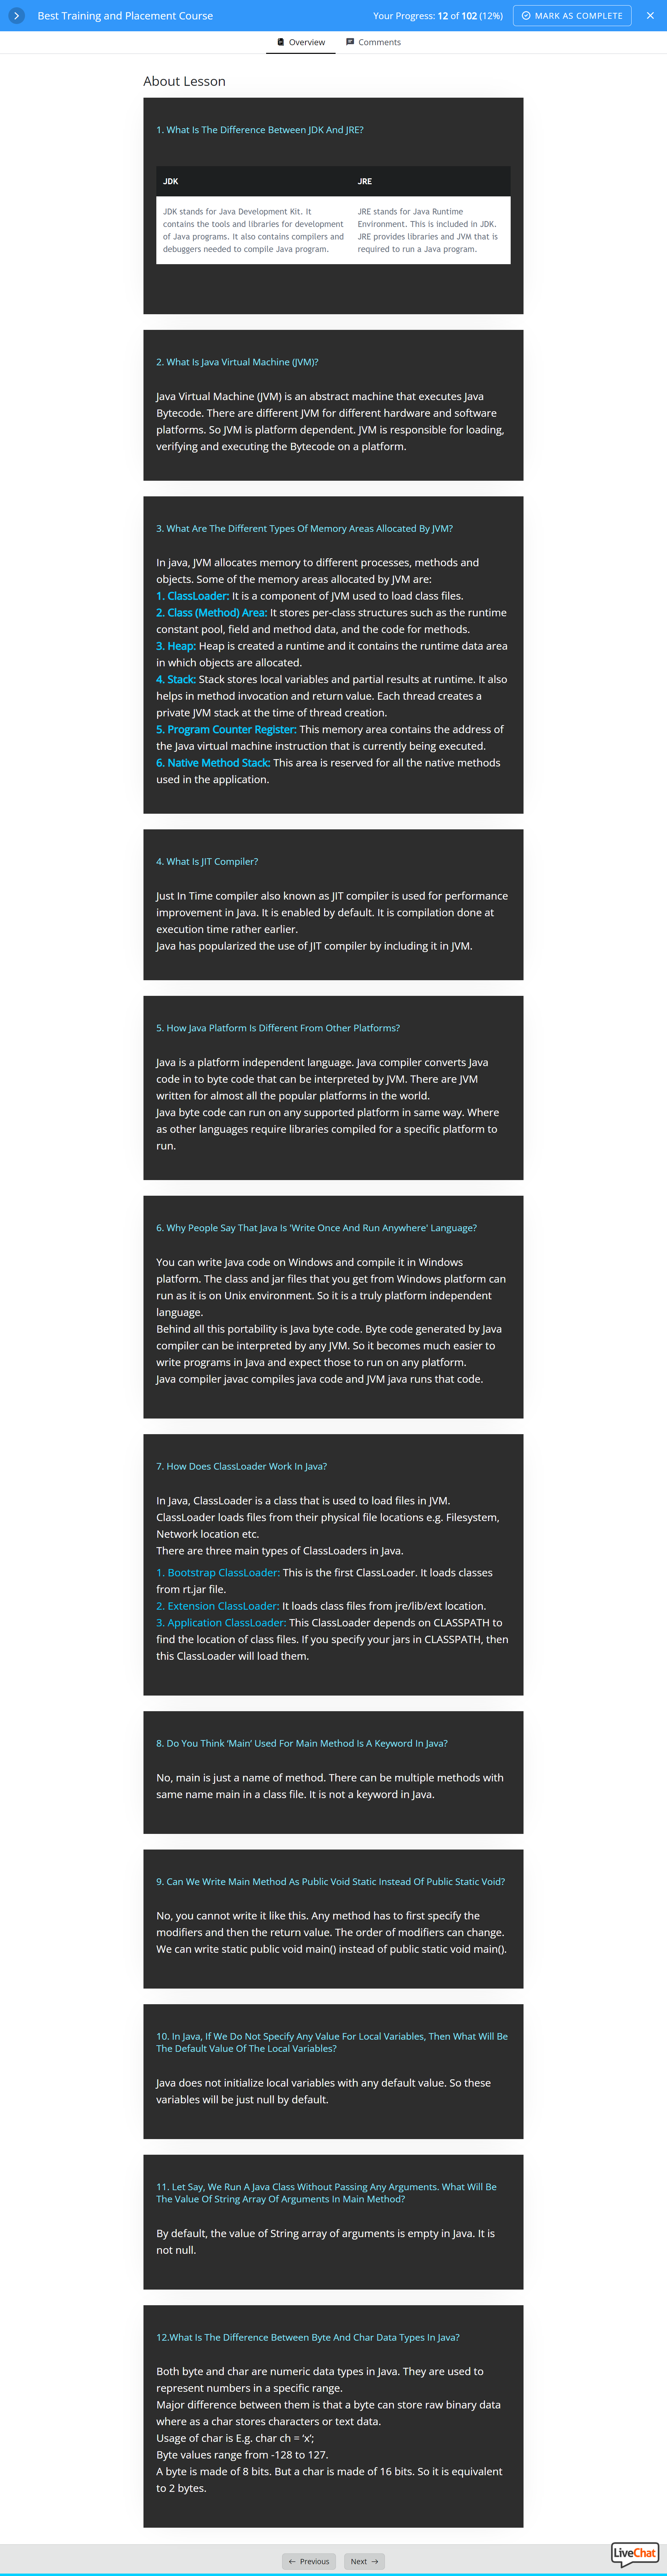 Best Training and Placement Course
Your Progress: 12 of 102 (12%)
MARK AS COMPLETE
Overview
Comments
About Lesson
1. What Is The Difference Between JDK And JRE?
JDK
JRE
JDK stands for Java Development Kit. It
contains the tools and libraries for development
of Java programs. It also contains compilers and
debuggers needed to compile Java program.
JRE stands for Java Runtime
Environment. This is included in JDK.
JRE provides libraries and JVM that is
required to run a Java program.
2. What Is Java Virtual Machine (JVM)?
Java Virtual Machine (JVM) is an abstract machine that executes Java
Bytecode. There are different JVM for different hardware and software
platforms. So JVM is platform dependent. JVM is responsible for loading,
verifying and executing the Bytecode on a platform.
3. What Are The Different Types Of Memory Areas Allocated By JVM?
In java, JVM allocates memory to different processes, methods and
objects. Some of the memory areas allocated by JVM are:
1. ClassLoader: It is a component of JVM used to load class files.
2. Class (Method) Area: It stores per-class structures such as the runtime
constant pool, field and method data, and the code for methods.
3. Heap: Heap is created a runtime and it contains the runtime data area
in which objects are allocated.
4. Stack: Stack stores local variables and partial results at runtime. It also
helps in method invocation and return value. Each thread creates a
private JVM stack at the time of thread creation.
5. Program Counter Register: This memory area contains the address of
the Java virtual machine instruction that is currently being executed.
6. Native Method Stack: This area is reserved for all the native methods
used in the application.
4. What Is JIT Compiler?
Just In Time compiler also known as JIT compiler is used for performance
improvement in Java. It is enabled by default. It is compilation done at
execution time rather earlier.
Java has popularized the use of JIT compiler by including it in JVM.
5. How Java Platform Is Different From Other Platforms?
Java is a platform independent language. Java compiler converts Java
code in to byte code that can be interpreted by JVM. There are JVM
written for almost all the popular platforms in the world.
Java byte code can run on any supported platform in same way. Where
as other languages require libraries compiled for a specific platform to
run.
6. Why People Say That Java Is 'Write Once And Run Anywhere' Language?
You can write Java code on Windows and compile it in Windows
platform. The class and jar files that you get from Windows platform can
run as it is on Unix environment. So it is a truly platform independent
language.
Behind all this portability is Java byte code. Byte code generated by Java
compiler can be interpreted by any JVM. So it becomes much easier to
write programs in Java and expect those to run on any platform.
Java compiler javac compiles java code and JVM java runs that code.
7. How Does ClassLoader Work In Java?
In Java, ClassLoader is a class that is used to load files in JVM.
ClassLoader loads files from their physical file locations e.g. Filesystem,
Network location etc.
There are three main types of ClassLoaders in Java.
1. Bootstrap ClassLoader: This is the first ClassLoader. It loads classes
from rt.jar file.
2. Extension ClassLoader: It loads class files from jre/lib/ext location.
3. Application ClassLoader: This ClassLoader depends on CLASSPATH to
find the location of class files. If you specify your jars in CLASSPATH, then
this ClassLoader will load them.
8. Do You Think ‘Main’ Used For Main Method Is A Keyword In Java?
No, main is just a name of method. There can be multiple methods with
same name main in a class file. It is not a keyword in Java.
9. Can We Write Main Method As Public Void Static Instead Of Public Static Void?
No, you cannot write it like this. Any method has to first specify the
modifiers and then the return value. The order of modifiers can change.
We can write static public void main() instead of public static void main().
10. In Java, If We Do Not Specify Any Value For Local Variables, Then What Will Be
The Default Value Of The Local Variables?
Java does not initialize local variables with any default value. So these
variables will be just null by default.
11. Let Say, We Run A Java Class Without Passing Any Arguments. What Will Be
The Value Of String Array Of Arguments In Main Method?
By default, the value of String array of arguments is empty in Java. It is
not null.
12.What Is The Difference Between Byte And Char Data Types In Java?
Both byte and char are numeric data types in Java. They are used to
represent numbers in a specific range.
Major difference between them is that a byte can store raw binary data
where as a char stores characters or text data.
Usage of char is E.g. char ch = ‘x’;
Byte values range from -128 to 127.
A byte is made of 8 bits. But a char is made of 16 bits. So it is equivalent
to 2 bytes.
← Previous
Next →
LiveChat